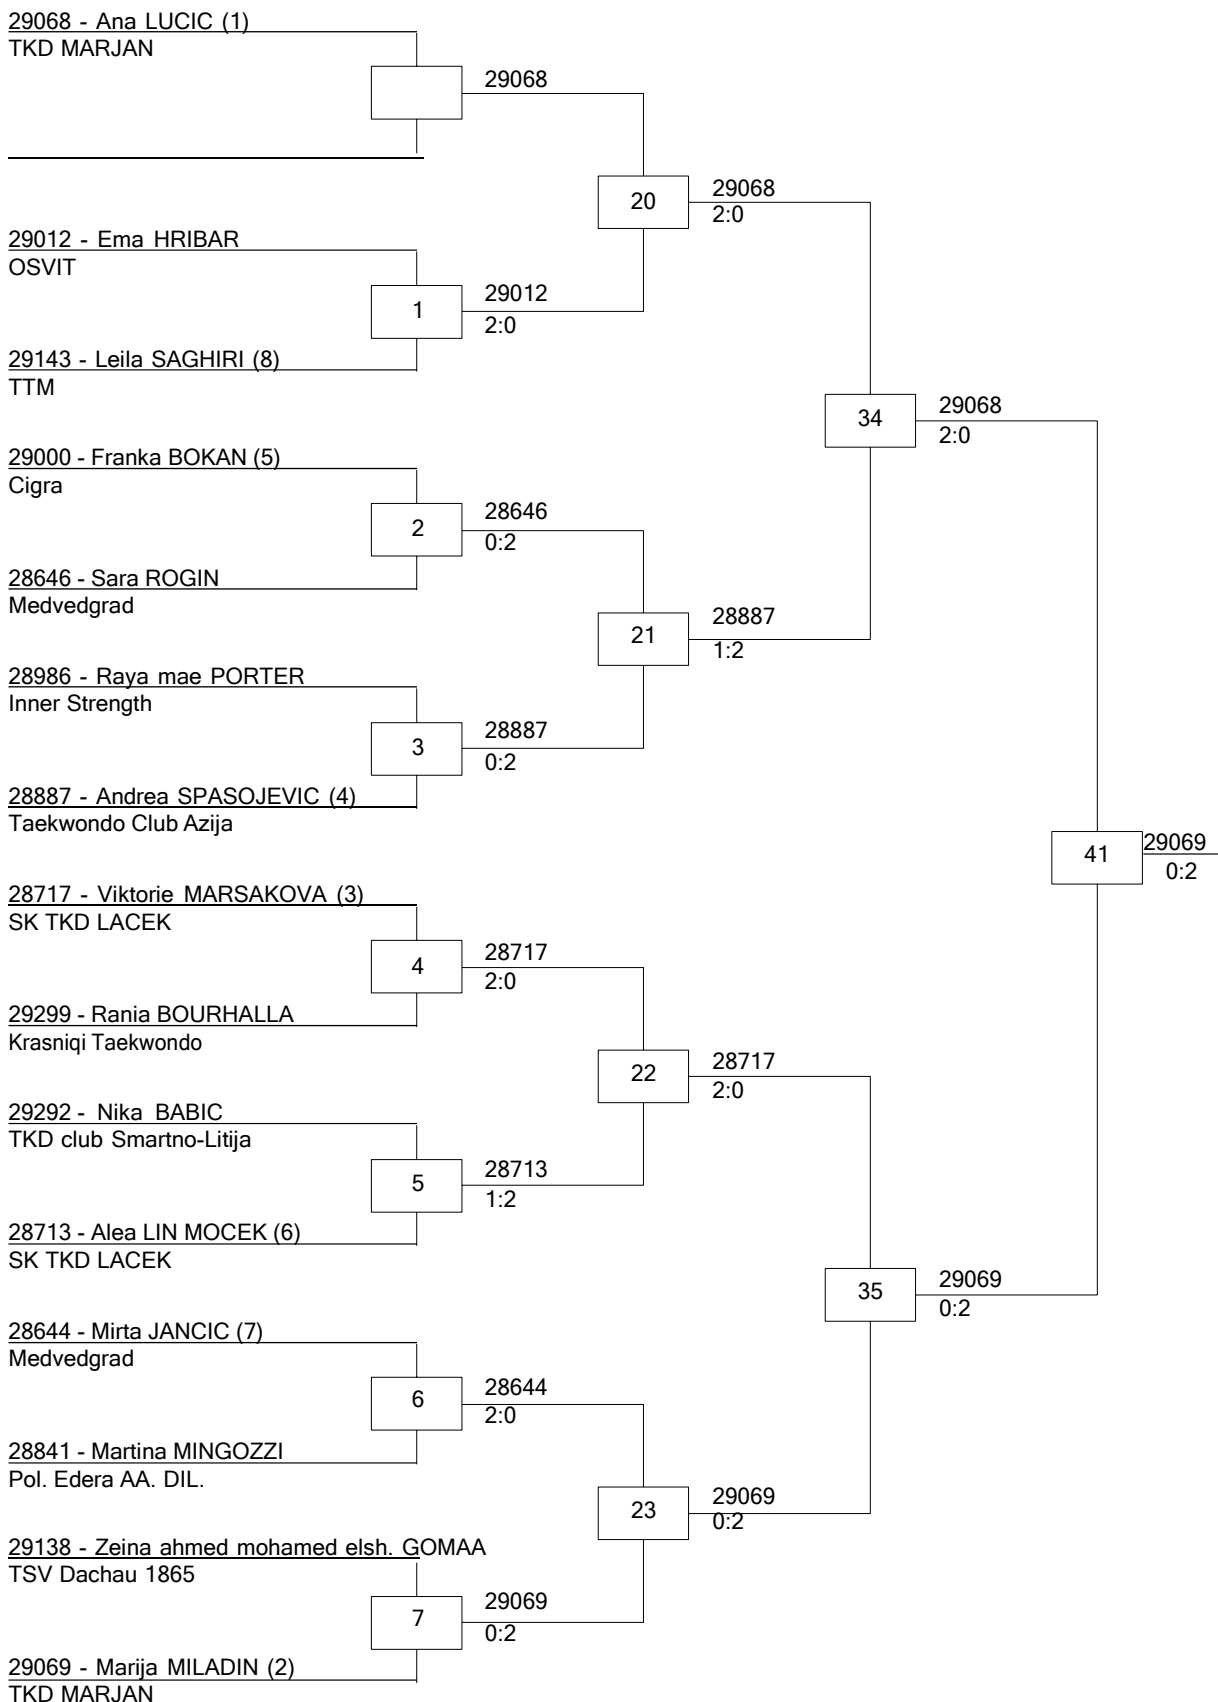 29068 - Ana LUCIC (1)
TKD MARJAN
29068
20
29068
2:0
29012 - Ema HRIBAR
OSVIT
1
29012
2:0
29143 - Leila SAGHIRI (8)
TTM
34
29068
2:0
29000 - Franka BOKAN (5)
Cigra
2
28646
0:2
28646 - Sara ROGIN
Medvedgrad
21
28887
1:2
28986 - Raya mae PORTER
Inner Strength
3
28887
0:2
28887 - Andrea SPASOJEVIC (4)
Taekwondo Club Azija
41
29069
0:2
28717 - Viktorie MARSAKOVA (3)
SK TKD LACEK
4
28717
2:0
29299 - Rania BOURHALLA
Krasniqi Taekwondo
22
28717
2:0
29292 - Nika BABIC
TKD club Smartno-Litija
5
28713
1:2
28713 - Alea LIN MOCEK (6)
SK TKD LACEK
35
29069
0:2
28644 - Mirta JANCIC (7)
Medvedgrad
6
28644
2:0
28841 - Martina MINGOZZI
Pol. Edera AA. DIL.
23
29069
0:2
29138 - Zeina ahmed mohamed elsh. GOMAA
TSV Dachau 1865
7
29069
0:2
29069 - Marija MILADIN (2)
TKD MARJAN